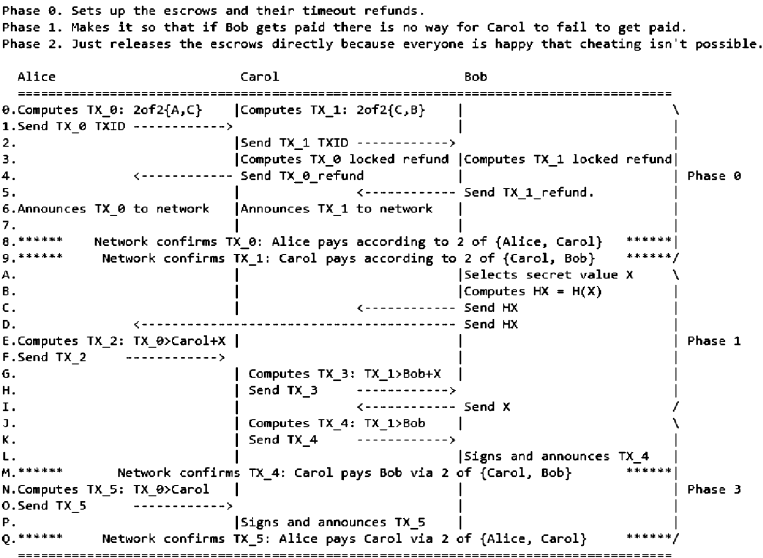 Phase 0. Sets up the escrows and their timeout refunds.
Phase 1. Makes it so that if Bob gets paid there is no way for Carol to fail to get paid.
Phase 2. Just releases the escrows directly because everyone is happy that cheating isn't possible.
Alice Carol Bob
==========================================================================
0.Computes TX_0: 2of2{A,C} |Computes TX_1: 2of2{C,B} | \
1.Send TX_0 TXID ------------> | |
2. |Send TX_1 TXID ------------> |
3. |Computes TX_0 locked refund |Computes TX_1 locked refund|
4. <------------ Send TX_0_refund | | Phase 0
5. | <------------ Send TX_1_refund. |
6.Announces TX_0 to network |Announces TX_1 to network | |
7. | | |
8.****** Network confirms TX_0: Alice pays according to 2 of {Alice, Carol} ******|
9.****** Network confirms TX_1: Carol pays according to 2 of {Carol, Bob} ******/
A. | |Selects secret value X \
B. | |Computes HX = H(X) |
C. | <------------ Send HX |
D. <---------------------------------------- Send HX |
E.Computes TX_2: TX_0>Carol+X | | | Phase 1
F.Send TX_2 ------------> | |
G. | Computes TX_3: TX_1>Bob+X | |
H. | Send TX_3 ------------> |
I. | <------------ Send X /
J. | Computes TX_4: TX_1>Bob | \
K. | Send TX_4 ------------> |
L. | |Signs and announces TX_4 |
M.****** Network confirms TX_4: Carol pays Bob via 2 of {Carol, Bob} ******|
N.Computes TX_5: TX_0>Carol | | | Phase 3
O.Send TX_5 ------------> | |
P. |Signs and announces TX_5 | |
Q.****** Network confirms TX_5: Alice pays Carol via 2 of {Alice, Carol} ******/
==========================================================================